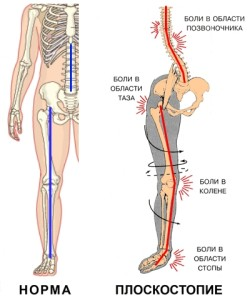 БОЛИ В ОБЛАСТИ
ПОЗВОНОЧНИКА
БОЛИ В
ОБЛАСТИ
ТАЗА
БОЛИ В
КОЛЕНЕ
БОЛИ В
ОБЛАСТИ
СТОПЫ
НОРМА
ПЛОСКОСТОПИЕ